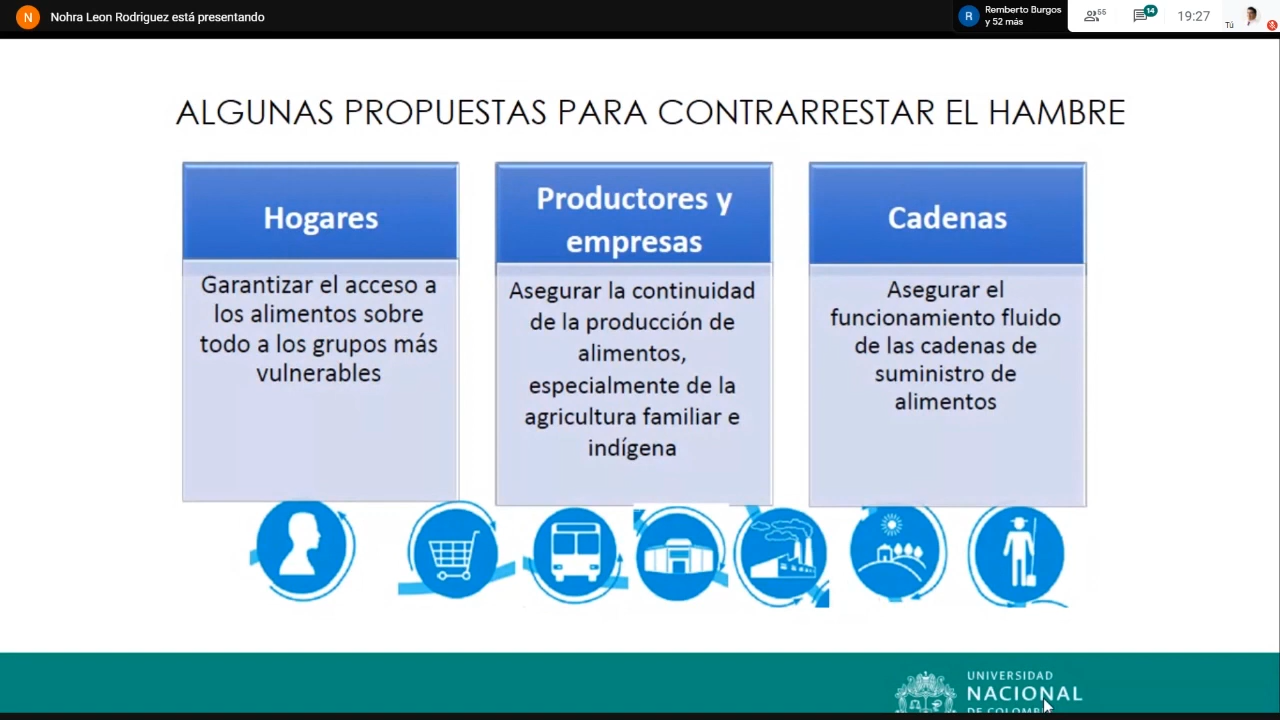 N
Nohra Leon Rodriguez está presentando
R
Remberto Burgos
y 52 más
55
14
19:27
Tú
ALGUNAS PROPUESTAS PARA CONTRARRESTAR EL HAMBRE
Hogares
Garantizar el acceso a
los alimentos sobre
todo a los grupos más
vulnerables
Productores y
empresas
Asegurar la continuidad
de la producción de
alimentos,
especialmente de la
agricultura familiar e
indígena
Cadenas
Asegurar el
funcionamiento fluido
de las cadenas de
suministro de
alimentos
UNIVERSIDAD
NACIONAL
DE COLOMBIA